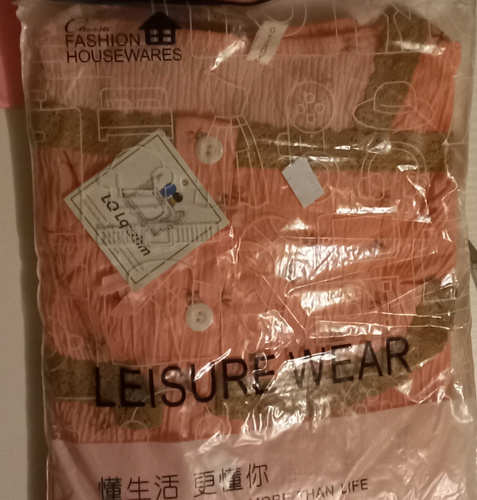 FASHION
HOUSEWARES
LEISURE WEAR
懂生活 更懂你
MORE THAN LIFE